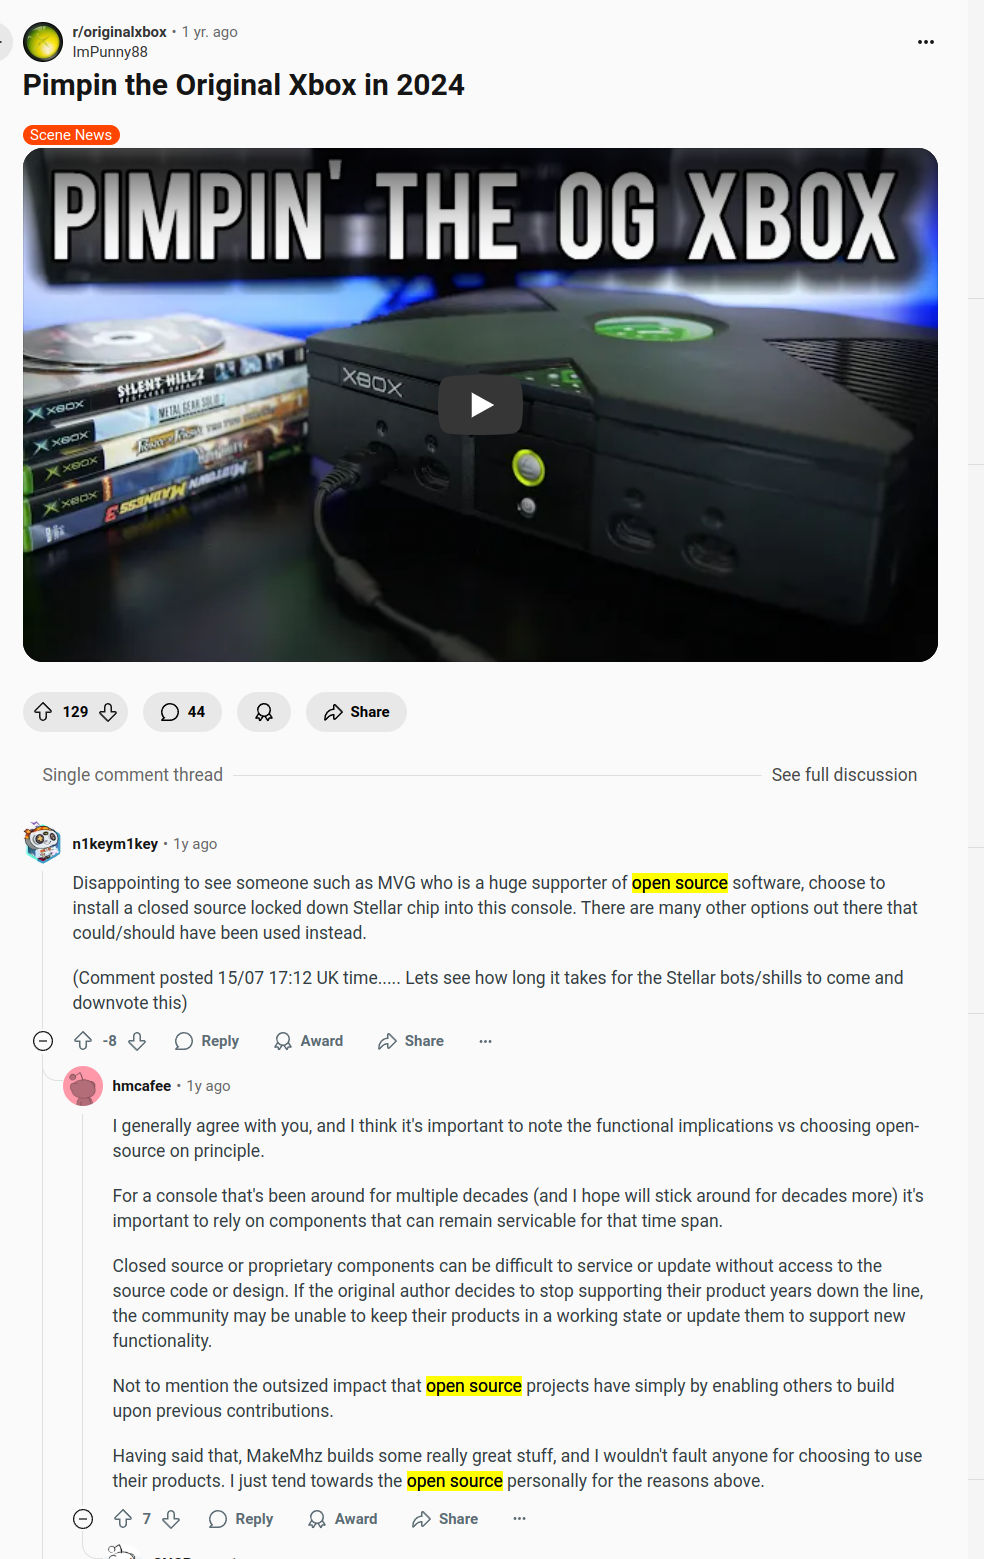 r/originalxbox • 1 yr. ago
ImPunny88
Pimpin the Original Xbox in 2024
Scene News
PIMPIN' THE OG XBOX
XBOX
SILENT HILL 2
RESTLESS DREAMS
XBOX
METAL GEAR SOLID
XBOX
XBOX
XBOX
MIDTOWN MADNESS 3
129
44
Share
Single comment thread
See full discussion
n1keym1key • 1y ago
Disappointing to see someone such as MVG who is a huge supporter of open source software, choose to
install a closed source locked down Stellar chip into this console. There are many other options out there that
could/should have been used instead.
(Comment posted 15/07 17:12 UK time..... Lets see how long it takes for the Stellar bots/shills to come and
downvote this)
-8 Reply Award Share
hmcafee • 1y ago
I generally agree with you, and I think it's important to note the functional implications vs choosing open-
source on principle.
For a console that's been around for multiple decades (and I hope will stick around for decades more) it's
important to rely on components that can remain servicable for that time span.
Closed source or proprietary components can be difficult to service or update without access to the
source code or design. If the original author decides to stop supporting their product years down the line,
the community may be unable to keep their products in a working state or update them to support new
functionality.
Not to mention the outsized impact that open source projects have simply by enabling others to build
upon previous contributions.
Having said that, MakeMhz builds some really great stuff, and I wouldn't fault anyone for choosing to use
their products. I just tend towards the open source personally for the reasons above.
7 Reply Award Share